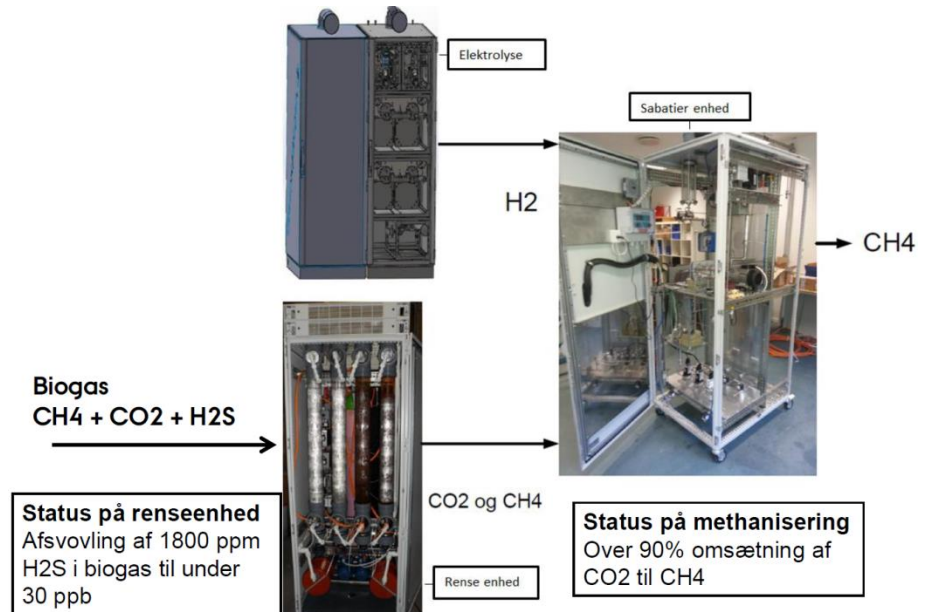 Elektrolyse
Sabatier enhed
H2
CH4
Biogas
CH4 + CO2 + H2S
CO2 og CH4
Status på renseenhed
Afsvovling af 1800 ppm
H2S i biogas til under
30 ppb
Rense enhed
Status på methanisering
Over 90% omsætning af
CO2 til CH4